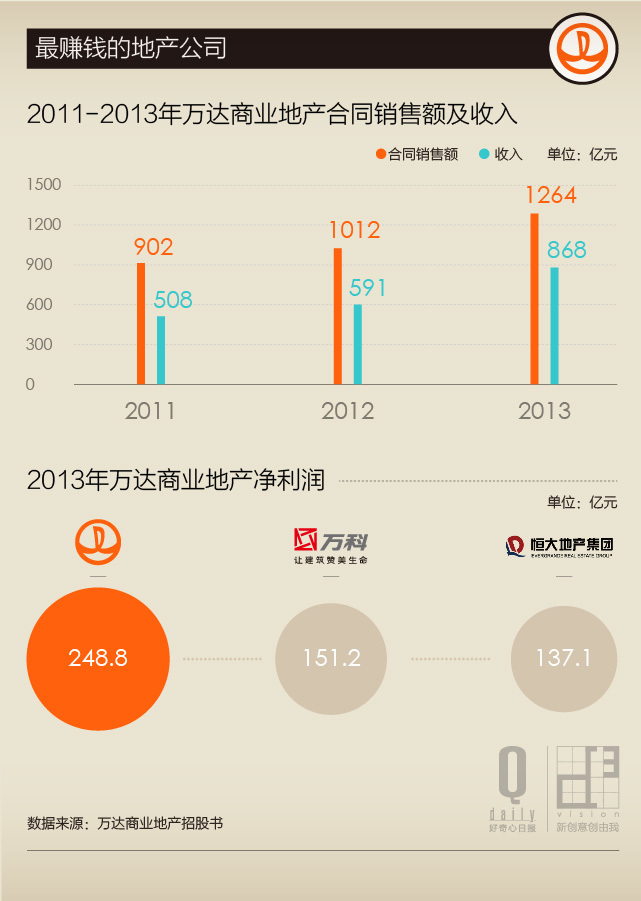 最赚钱的地产公司
2011-2013年万达商业地产合同销售额及收入
合同销售额 收入 单位：亿元
1500
1200
900
600
300
0
902
508
1012
591
1264
868
2011 2012 2013
2013年万达商业地产净利润
单位：亿元
万科
让建筑赞美生命
恒大地产集团
EVERGRANDE REAL ESTATE GROUP
248.8 151.2 137.1
Q
daily
好奇心日报
vision
新创意创由我
数据来源：万达商业地产招股书